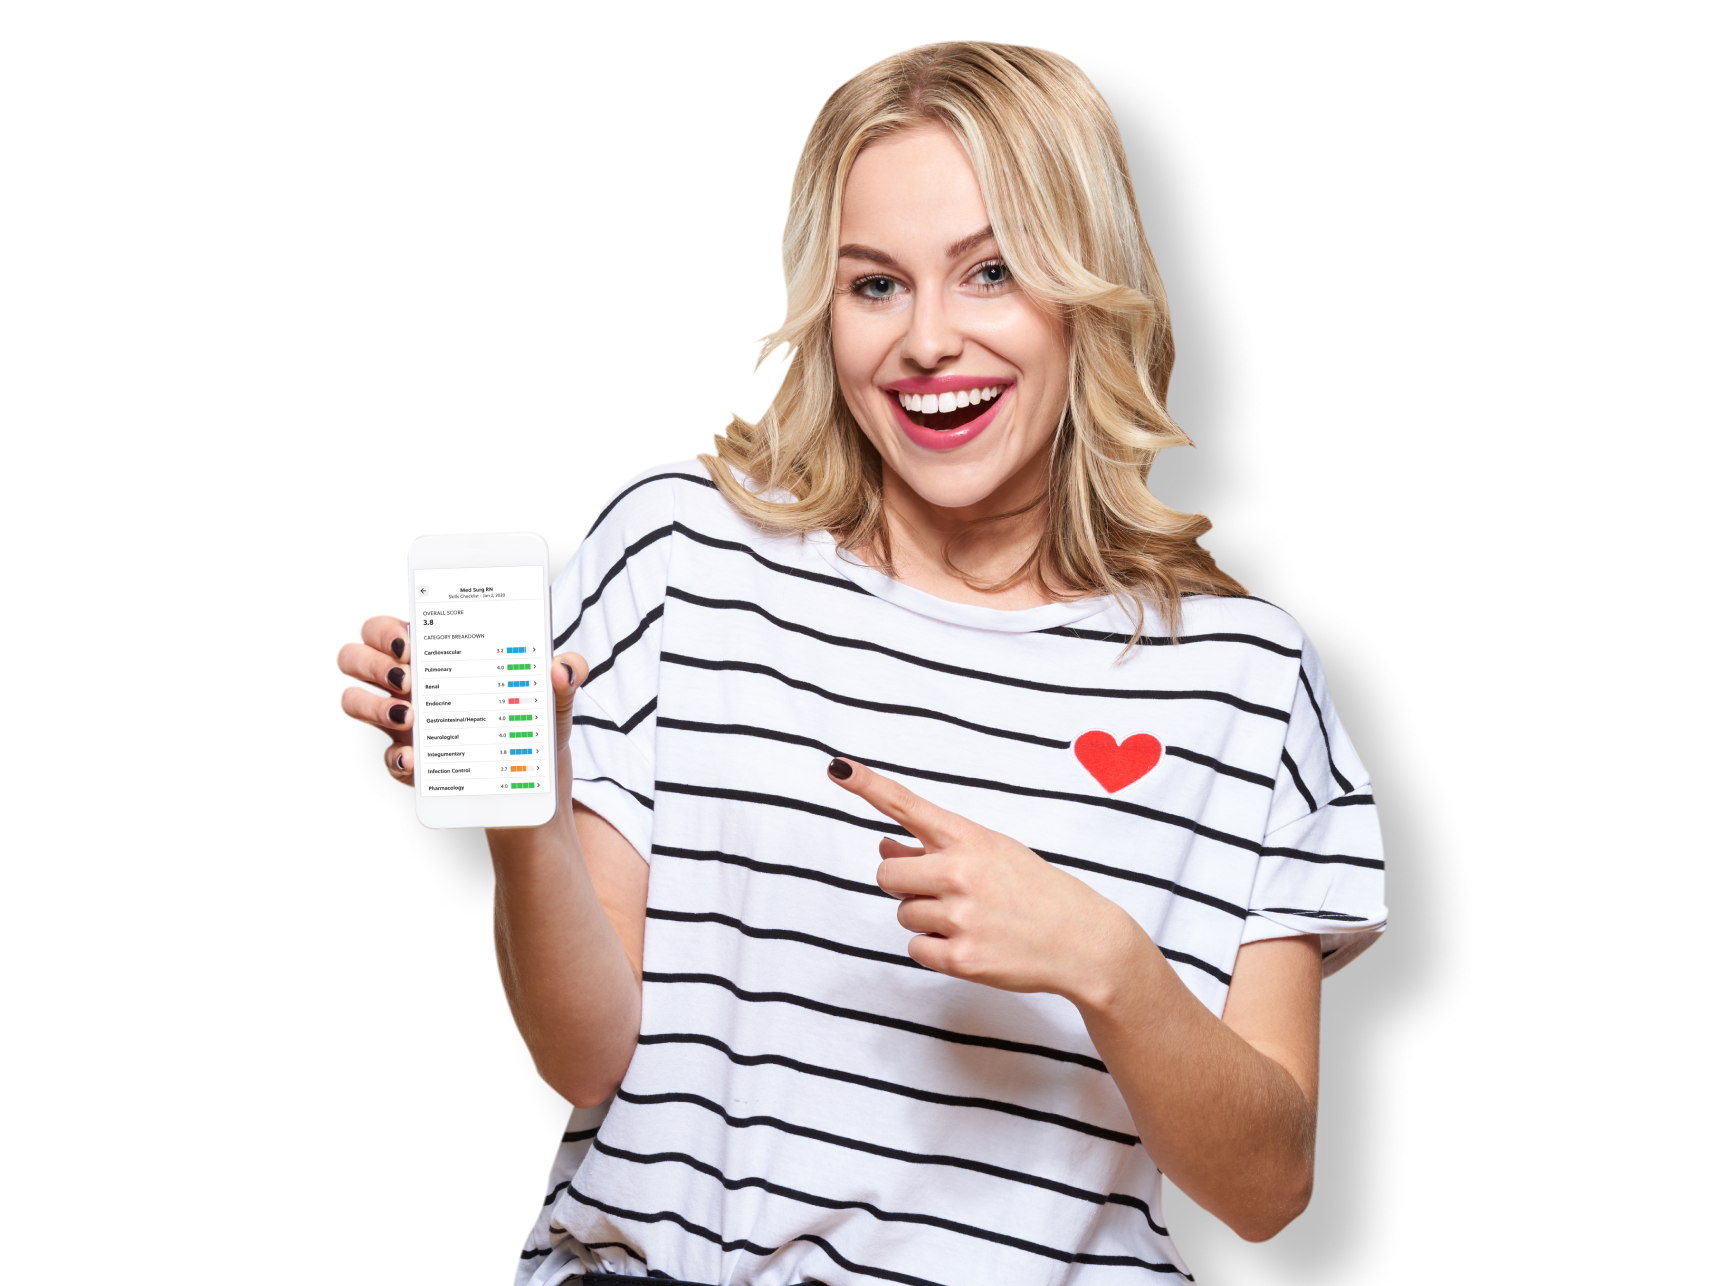 Med Surg RN
Skills Checklist - Jan 2, 2020
OVERALL SCORE
3.8
CATEGORY BREAKDOWN
Cardiovascular 3.2
Pulmonary 4.0
Renal 3.6
Endocrine 1.9
Gastrointesinal/Hepatic 4.0
Neurological 4.0
Integumentary 3.8
Infection Control 2.7
Pharmacology 4.0